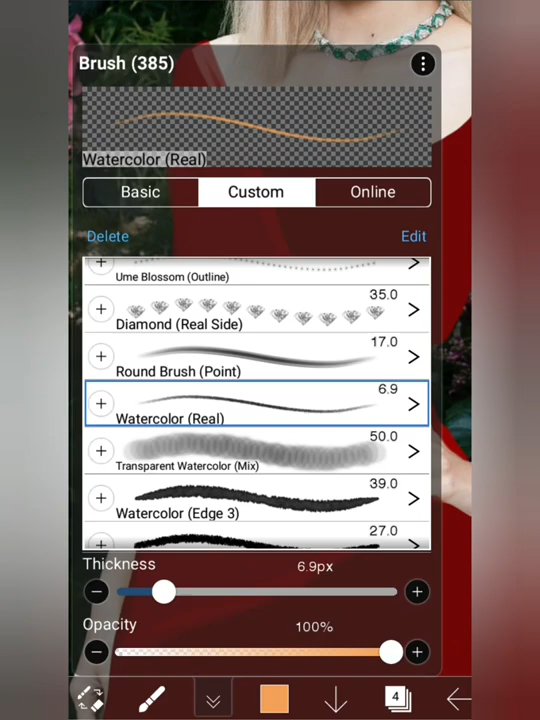 Brush (385)
Watercolor (Real)
Basic
Custom
Online
Delete
Edit
Ume Blossom (Outline)
35.0
Diamond (Real Side)
17.0
Round Brush (Point)
6.9
Watercolor (Real)
50.0
Transparent Watercolor (Mix)
39.0
Watercolor (Edge 3)
27.0
Thickness
6.9px
Opacity
100%
4